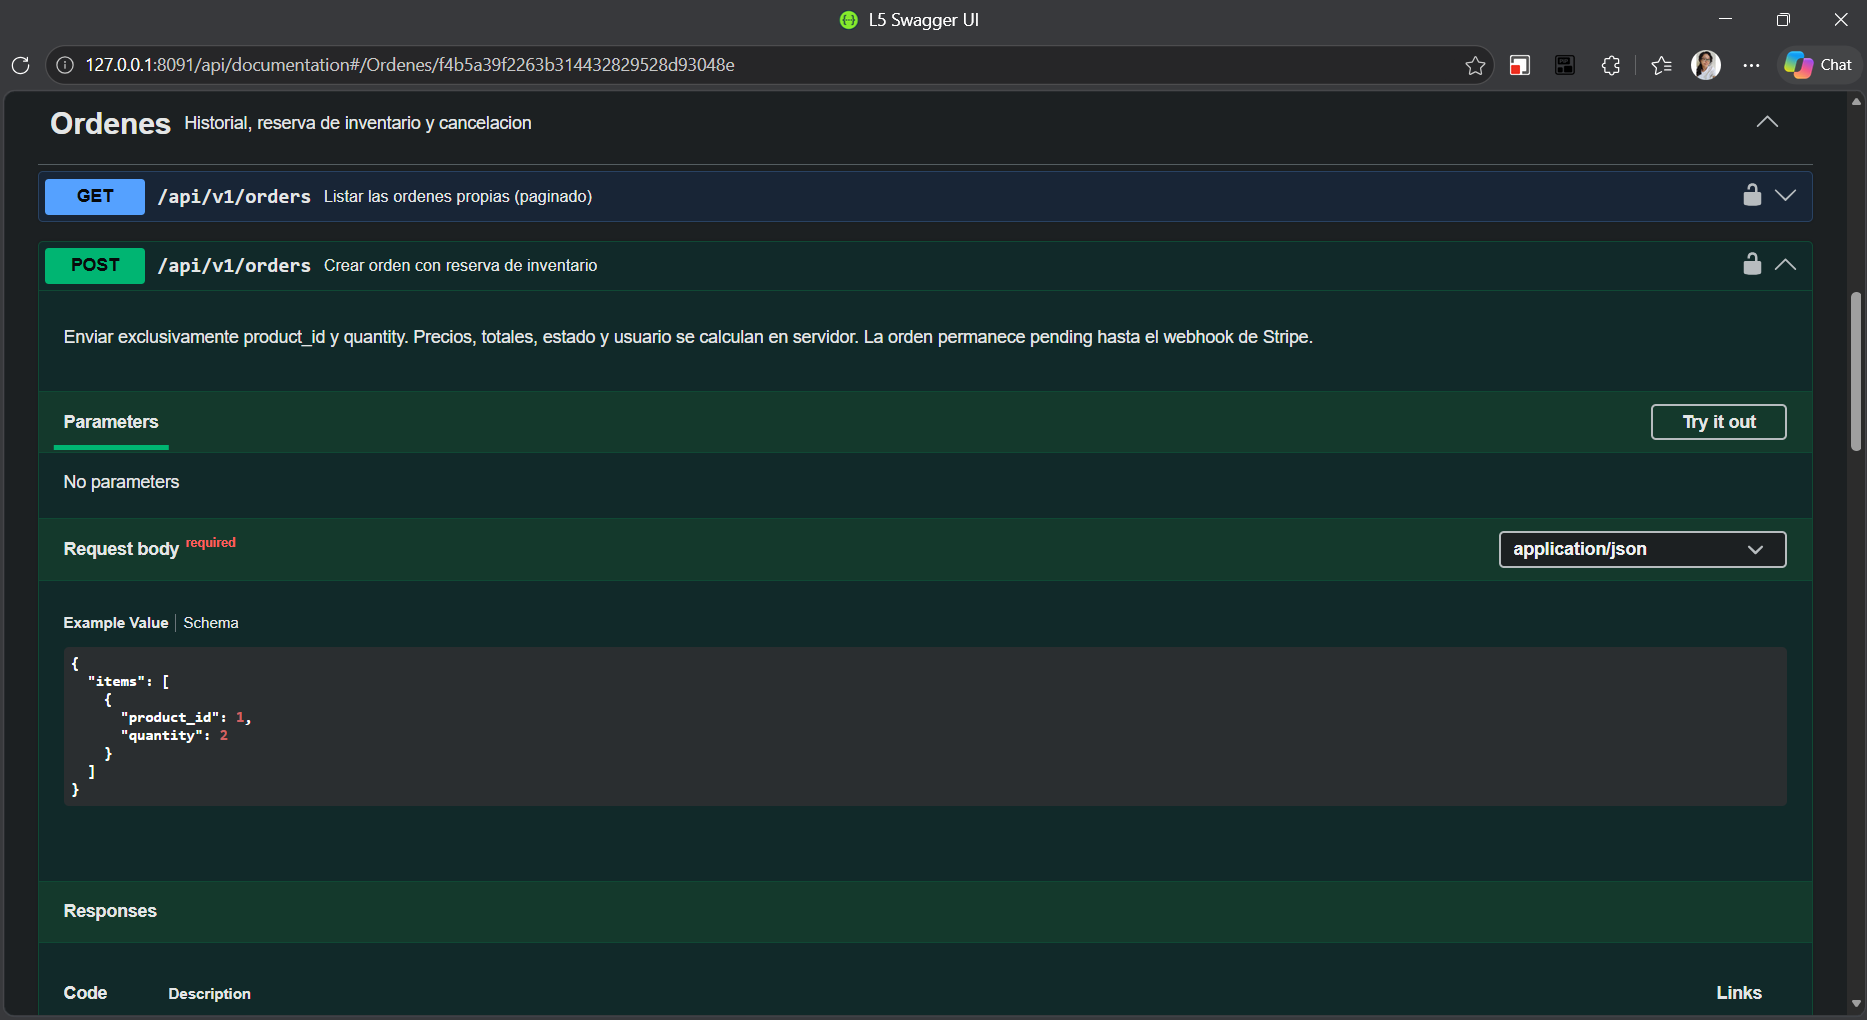 L5 Swagger UI
127.0.0.1:8091/api/documentation#/Ordenes/f4b5a39f2263b314432829528d93048e
Chat
Ordenes Historial, reserva de inventario y cancelacion
GET /api/v1/orders Listar las ordenes propias (paginado)
POST /api/v1/orders Crear orden con reserva de inventario
Enviar exclusivamente product_id y quantity. Precios, totales, estado y usuario se calculan en servidor. La orden permanece pending hasta el webhook de Stripe.
Parameters Try it out
No parameters
Request body required application/json
Example Value Schema
{
"items": [
{
"product_id": 1,
"quantity": 2
}
]
}
Responses
Code Description Links